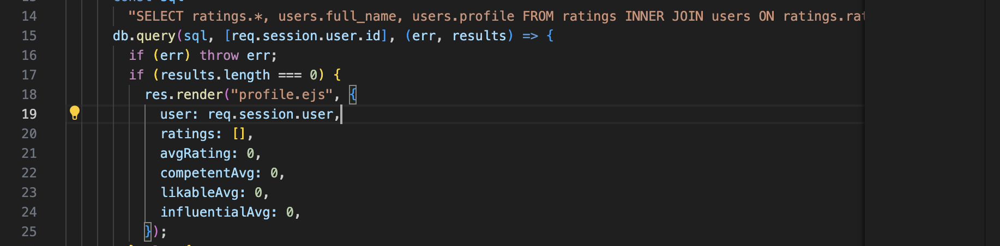 const sql
14 "SELECT ratings.*, users.full_name, users.profile FROM ratings INNER JOIN users ON ratings.rat
15 db.query(sql, [req.session.user.id], (err, results) => {
16 if (err) throw err;
17 if (results.length === 0) {
18 res.render("profile.ejs", {
19 user: req.session.user,
20 ratings: [],
21 avgRating: 0,
22 competentAvg: 0,
23 likableAvg: 0,
24 influentialAvg: 0,
25 });